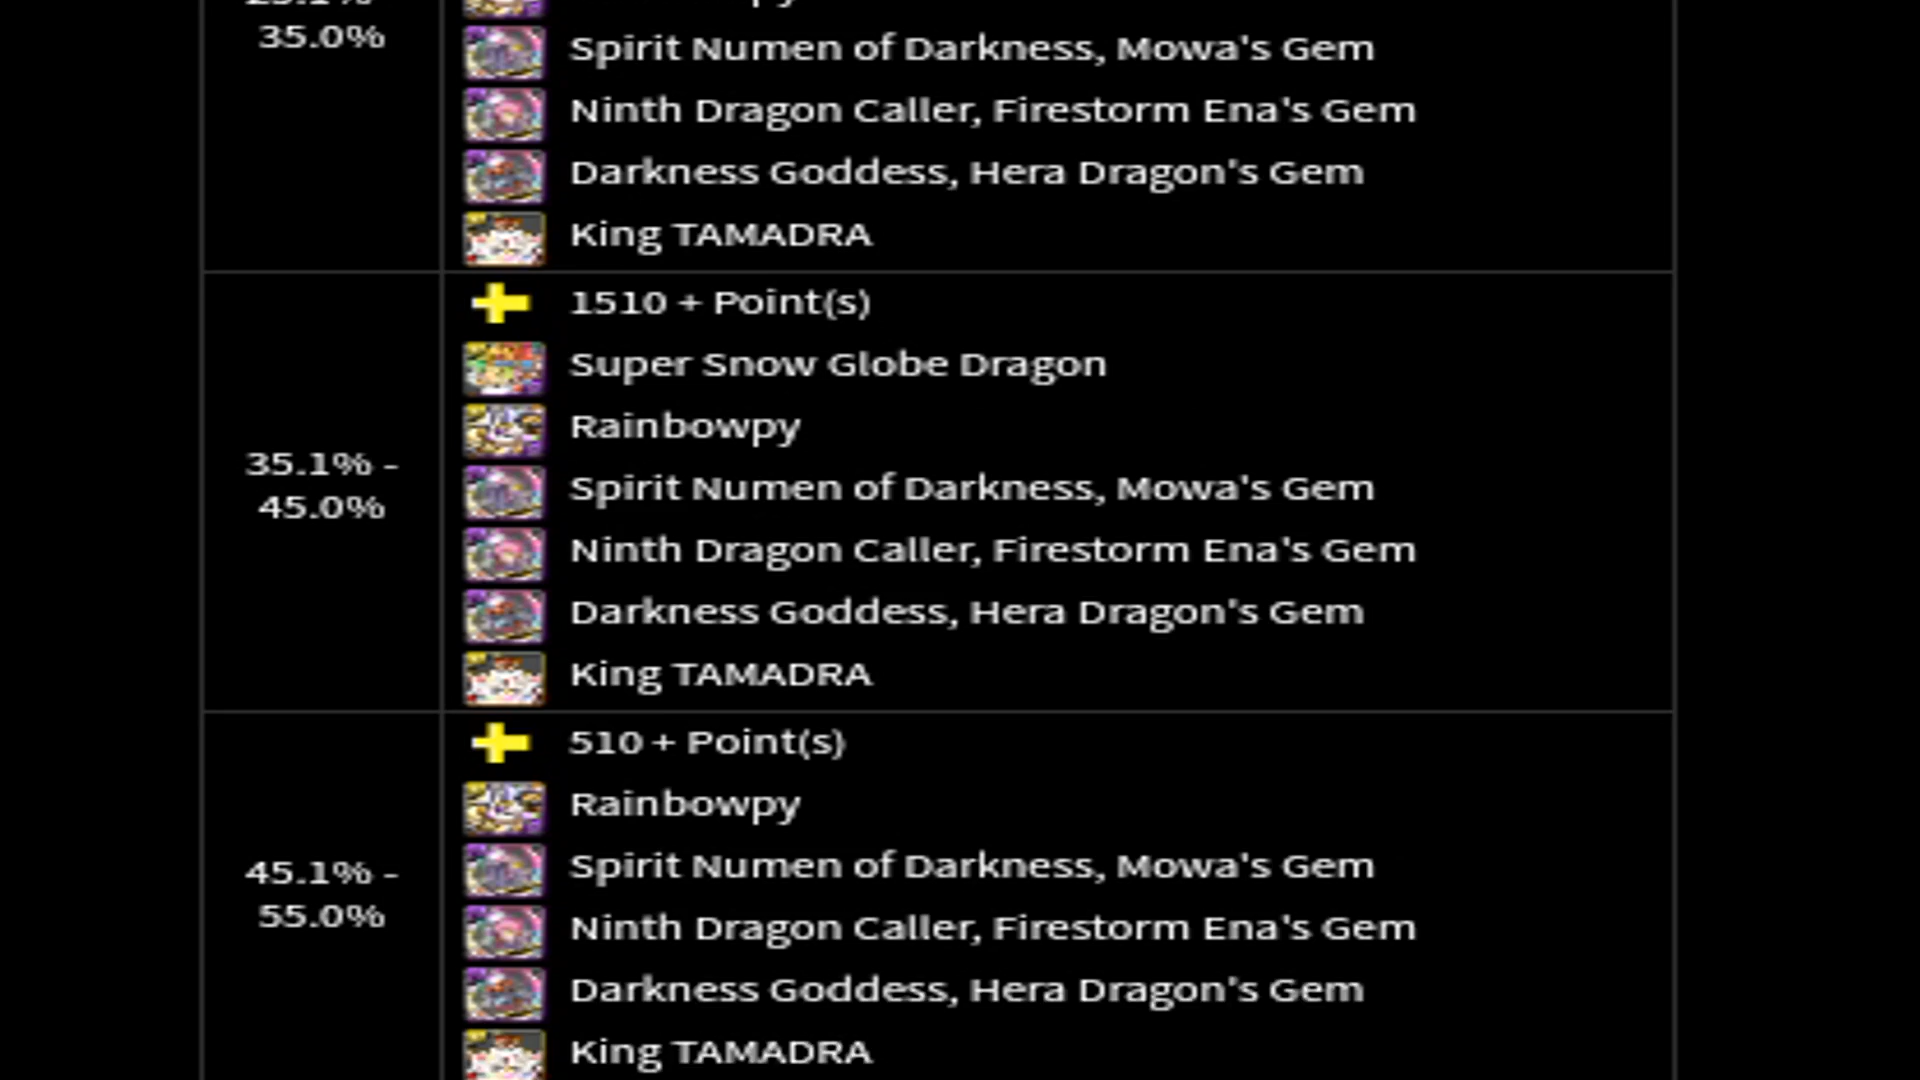 35.0%
Spirit Numen of Darkness, Mowa's Gem
Ninth Dragon Caller, Firestorm Ena's Gem
Darkness Goddess, Hera Dragon's Gem
King TAMADRA
1510 + Point(s)
Super Snow Globe Dragon
Rainbowpy
35.1% -
45.0%
Spirit Numen of Darkness, Mowa's Gem
Ninth Dragon Caller, Firestorm Ena's Gem
Darkness Goddess, Hera Dragon's Gem
King TAMADRA
510 + Point(s)
Rainbowpy
45.1% -
55.0%
Spirit Numen of Darkness, Mowa's Gem
Ninth Dragon Caller, Firestorm Ena's Gem
Darkness Goddess, Hera Dragon's Gem
King TAMADRA